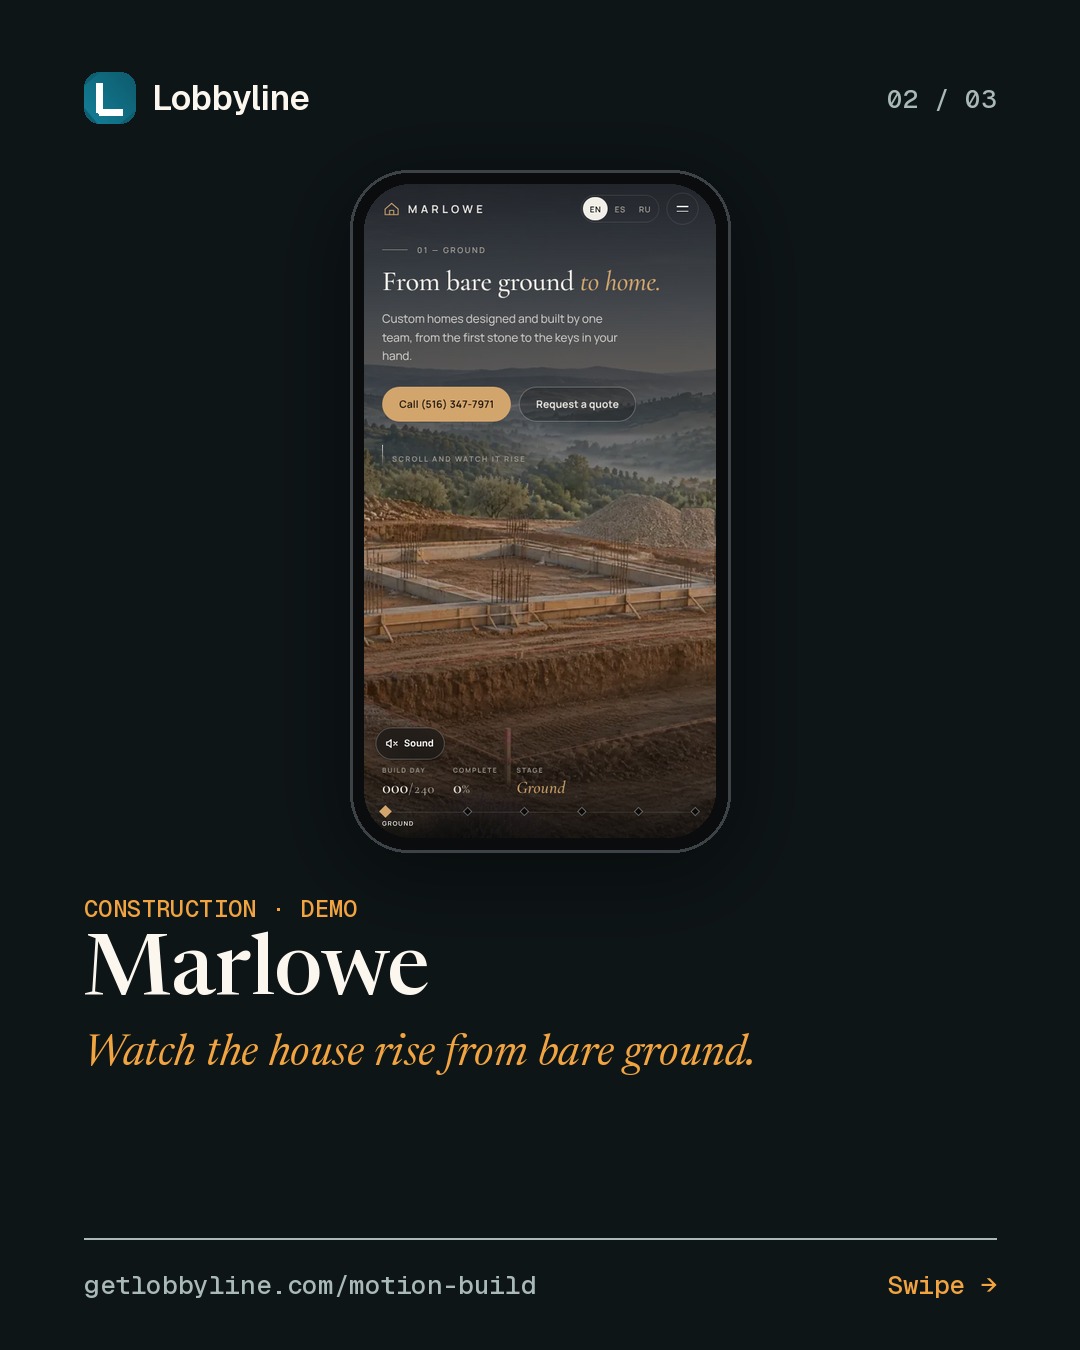 Lobbyline
02 / 03
MARLOWE
EN ES RU
01 — GROUND
From bare ground to home.
Custom homes designed and built by one
team, from the first stone to the keys in your
hand.
Call (516) 347-7971
Request a quote
SCROLL AND WATCH IT RISE
Sound
BUILD DAY
000/240
COMPLETE
0%
STAGE
Ground
GROUND
CONSTRUCTION · DEMO
Marlowe
Watch the house rise from bare ground.
getlobbyline.com/motion-build
Swipe →